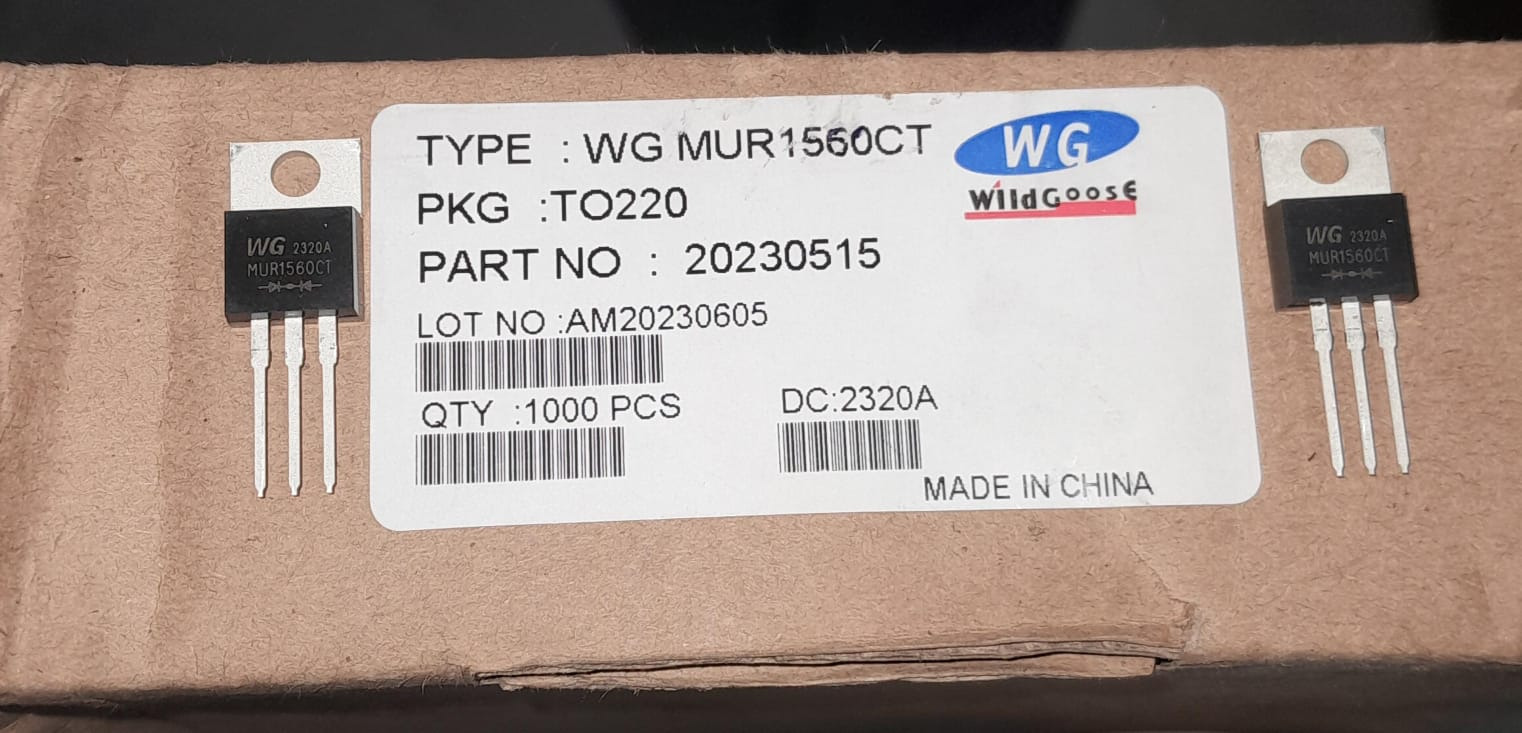 TYPE : WG MUR1560CT
PKG :TO220
PART NO : 20230515
LOT NO :AM20230605
QTY :1000 PCS
DC:2320A
MADE IN CHINA
WG
WildGoose
WG 2320A
MUR1560CT
WG 2320A
MUR1560CT